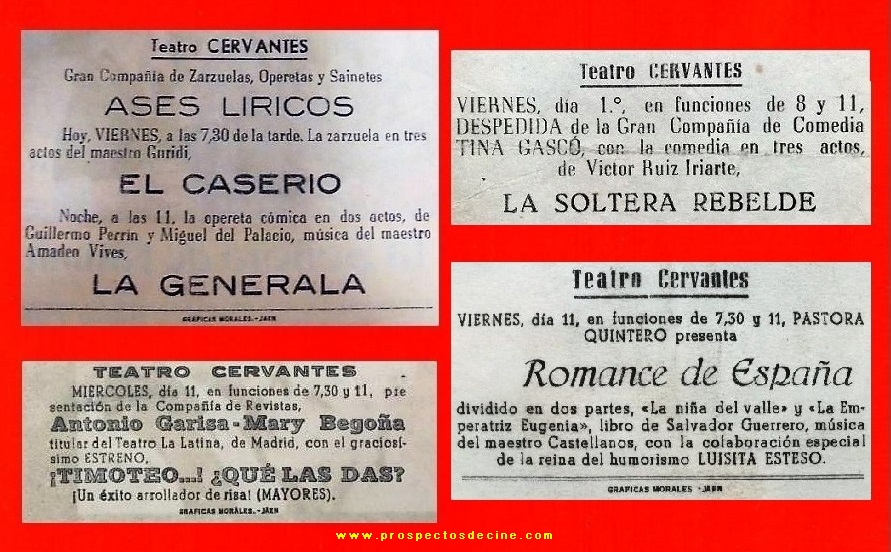 Teatro CERVANTES
Gran Compañía de Zarzuelas, Operetas y Sainetes
ASES LIRICOS
Hoy, VIERNES, a las 7,30 de la tarde. La zarzuela en tres
actos del maestro Guridi,
EL CASERIO
Noche, a las 11, la opereta cómica en dos actos, de
Guillermo Perrín y Miguel del Palacio, música del maestro
Amadeo Vives,
LA GENERALA
GRAFICAS MORALES.-JAEN
TEATRO CERVANTES
MIERCOLES, día 11, en funciones de 7,30 y 11, pre
sentación de la Compañía de Revistas,
Antonio Garisa-Mary Begoña
titular del Teatro La Latina, de Madrid, con el graciosí-
simo ESTRENO,
¡TIMOTEO...! ¿QUÉ LAS DAS?
¡Un éxito arrollador de risa! (MAYORES).
GRAFICAS MORALES.-JAEN
Teatro CERVANTES
VIERNES, día 1.º, en funciones de 8 y 11,
DESPEDIDA de la Gran Compañía de Comedia
TINA GASCÓ, con la comedia en tres actos,
de Victor Ruiz Iriarte,
LA SOLTERA REBELDE
Teatro Cervantes
VIERNES, día 11, en funciones de 7,30 y 11, PASTORA
QUINTERO presenta
Romance de España
dividido en dos partes, «La niña del valle» y «La Em-
peratriz Eugenia», libro de Salvador Guerrero, música
del maestro Castellanos, con la colaboración especial
de la reina del humorismo LUISITA ESTESO.
GRAFICAS MORALES - JAEN
www.prospectosdecine.com